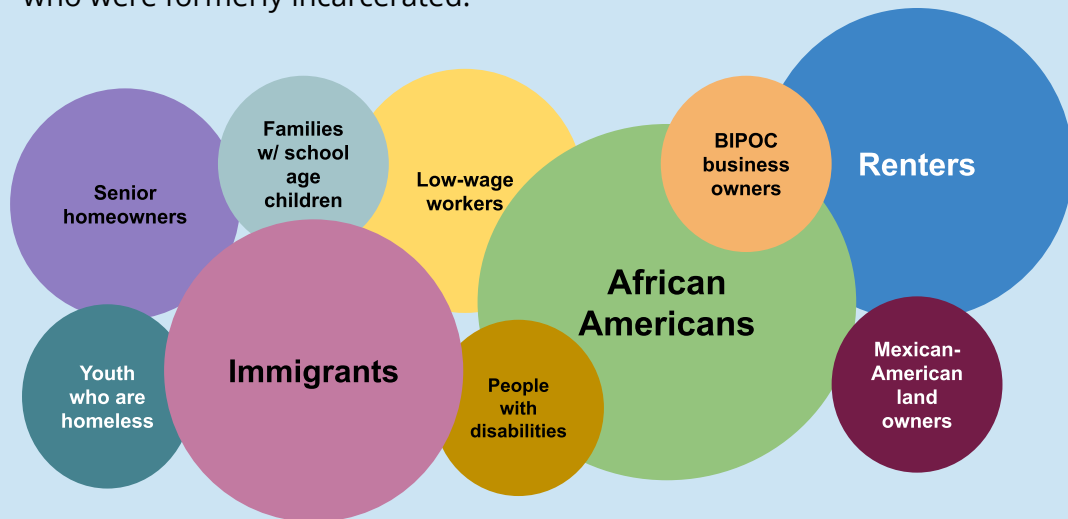 who were formerly incarcerated.
Senior
homeowners
Families
w/ school
age
children
Low-wage
workers
BIPOC
business
owners
Renters
African
Americans
Youth
who are
homeless
Immigrants
People
with
disabilities
Mexican-
American
land
owners